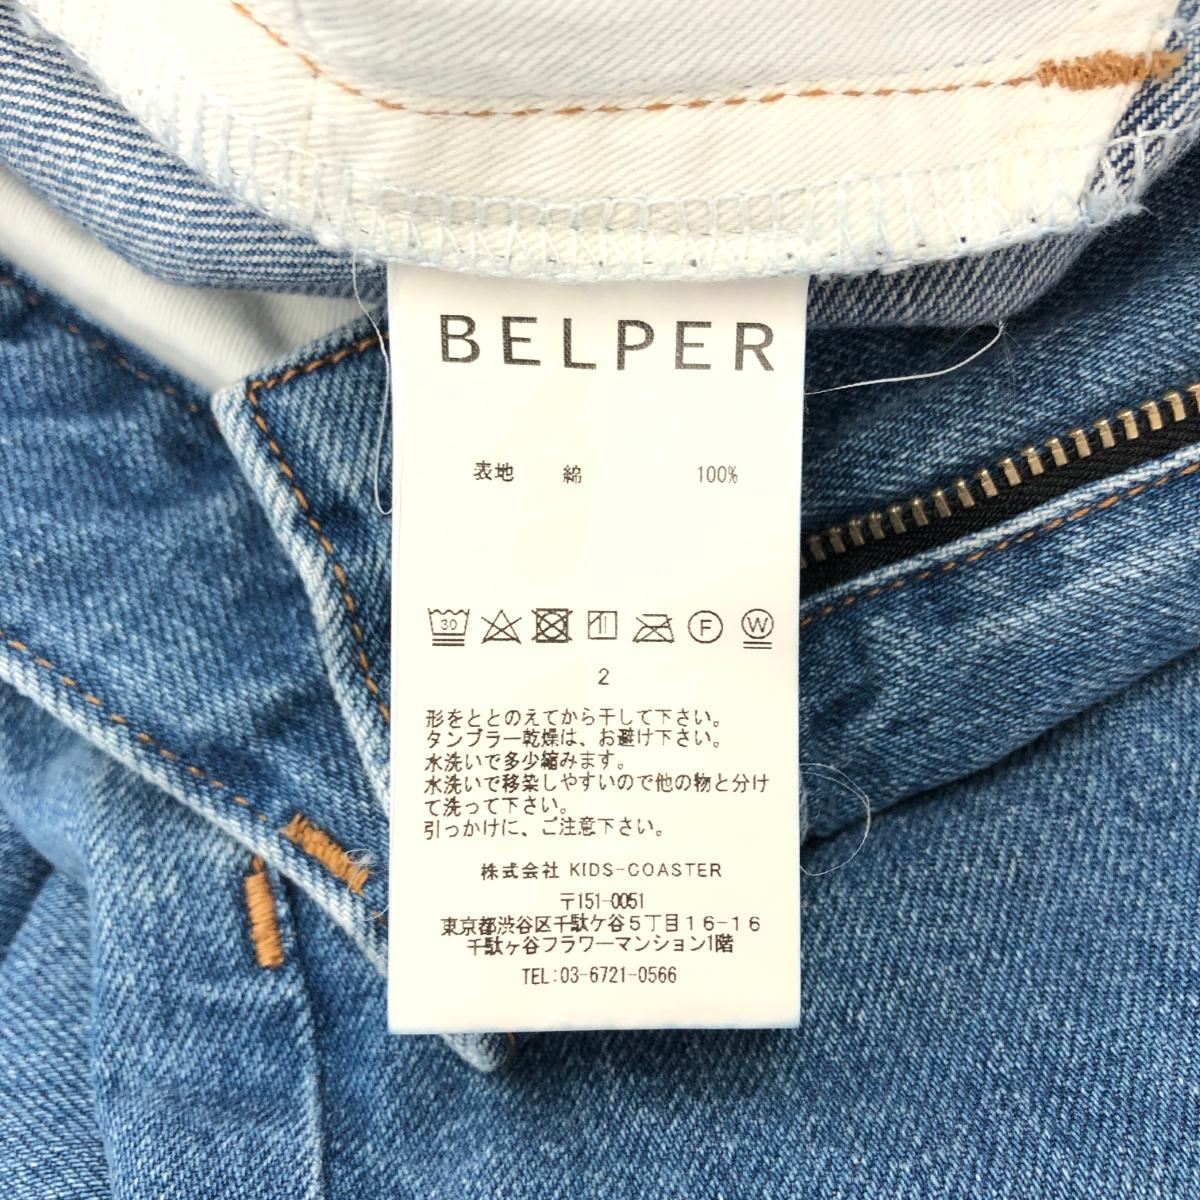 BELPER
表地 綿 100%
30 F W
2
形をととのえてから干して下さい。
タンブラー乾燥は、お避け下さい。
水洗いで多少縮みます。
水洗いで移染しやすいので他の物と分け
て洗って下さい。
引っかけに、ご注意下さい。
株式会社 KIDS-COASTER
〒151-0051
東京都渋谷区千駄ケ谷5丁目16-16
千駄ヶ谷フラワーマンション1階
TEL:03-6721-0566